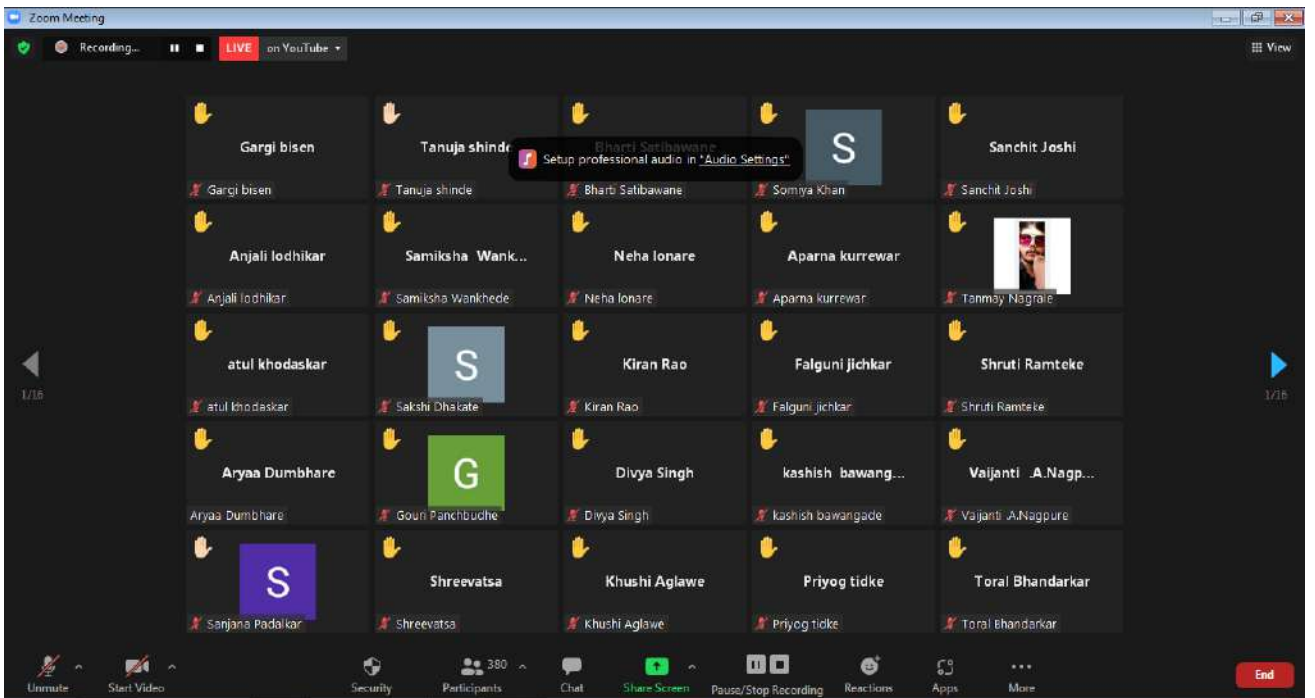 Zoom Meeting
Recording... LIVE on YouTube View
Gargi bisen Tanuja shinde Bharti Satibawane S Sanchit Joshi
Setup professional audio in "Audio Settings"
Gargi bisen Tanuja shinde Bharti Satibawane Somiya Khan Sanchit Joshi
Anjali lodhikar Samiksha Wank... Neha lonare Aparna kurrewar
Anjali lodhikar Samiksha Wankhede Neha lonare Aparna kurrewar Tanmay Nagrale
atul khodaskar S Kiran Rao Falguni jichkar Shruti Ramteke
1/16 1/16
atul khodaskar Sakshi Dhakate Kiran Rao Falguni jichkar Shruti Ramteke
Aryaa Dumbhare G Divya Singh kashish bawang... Vaijanti .A.Nagp...
Aryaa Dumbhare Gouri Panchbudhe Divya Singh kashish bawangade Vaijanti .A.Nagpure
S Shreevatsa Khushi Aglawe Priyog tidke Toral Bhandarkar
Sanjana Padalkar Shreevatsa Khushi Aglawe Priyog tidke Toral Bhandarkar
380
Unmute Start Video Security Participants Chat Share Screen Pause/Stop Recording Reactions Apps More End